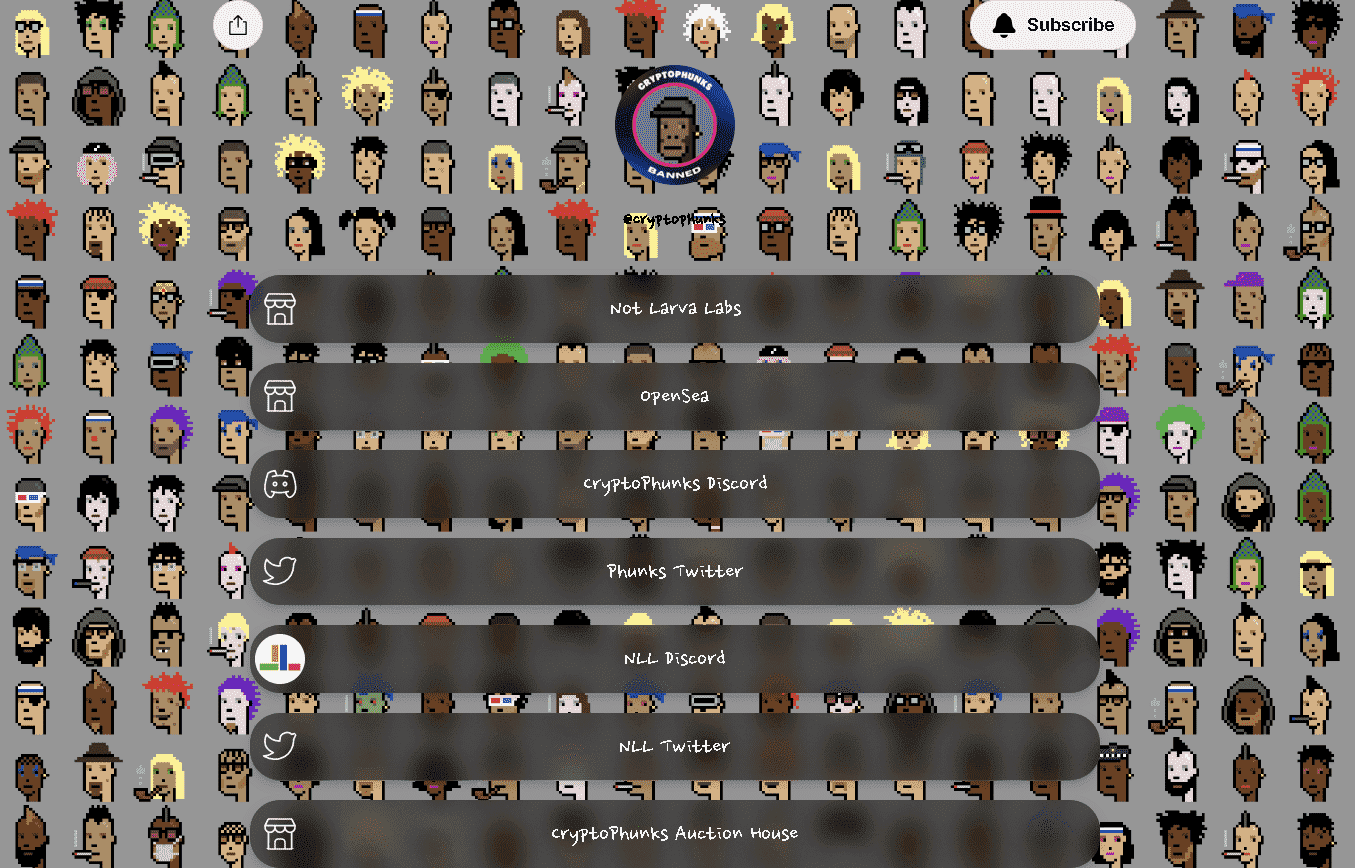 Subscribe
CRYPTOPHUNKS
BANNED
@cryptophunks
Not Larva Labs
OpenSea
CryptoPhunks Discord
Phunks Twitter
NLL Discord
NLL Twitter
CryptoPhunks Auction House